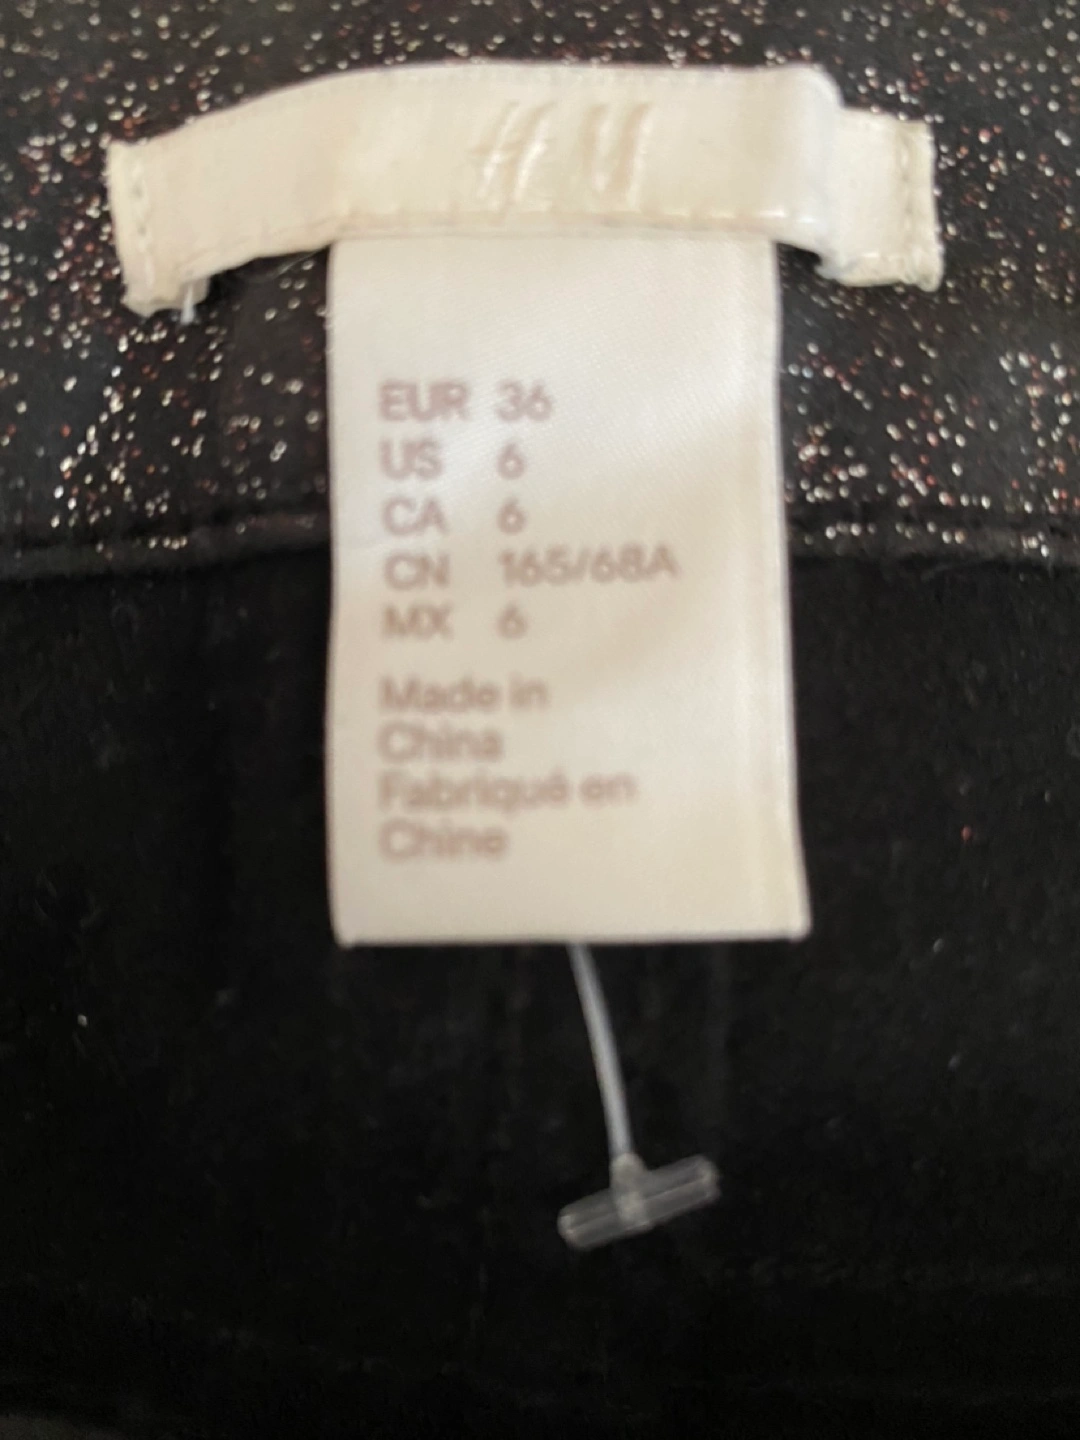 EUR 36
US 6
CA 6
CN 165/68A
MX 6
Made in
China
Fabriqué en
Chine